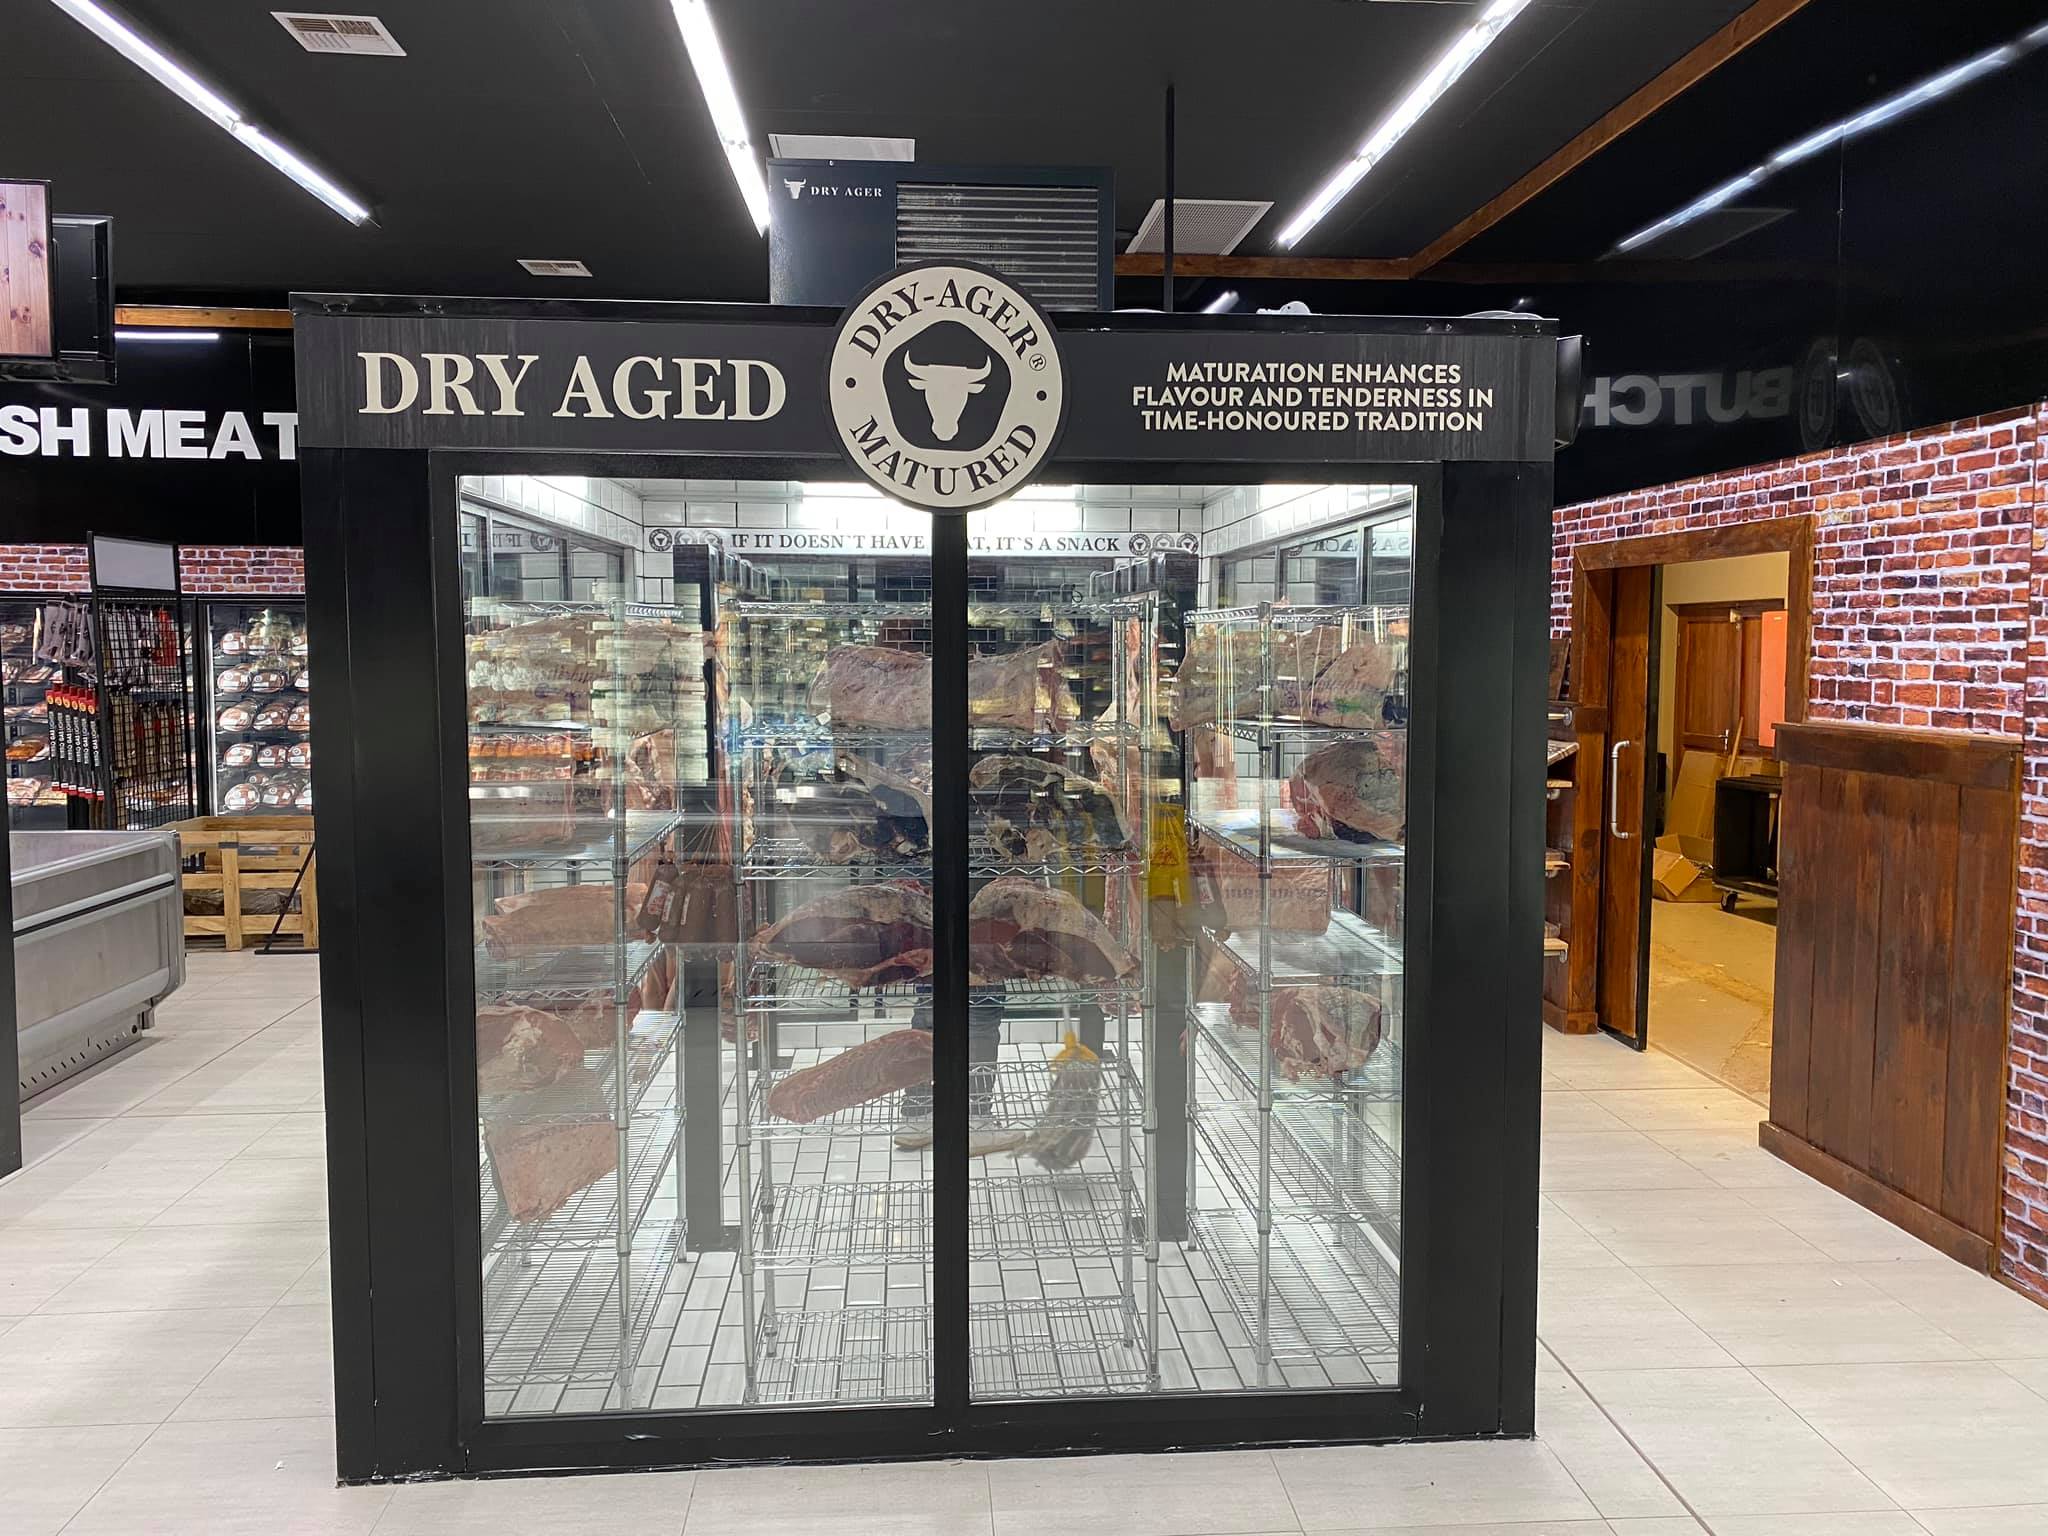 DRY AGER
DRY AGED
DRY-AGER®
MATURED
MATURATION ENHANCES
FLAVOUR AND TENDERNESS IN
TIME-HONOURED TRADITION
SH MEAT
BUTCH
IF IT DOESN`T HAVE AT, IT`S A SNACK